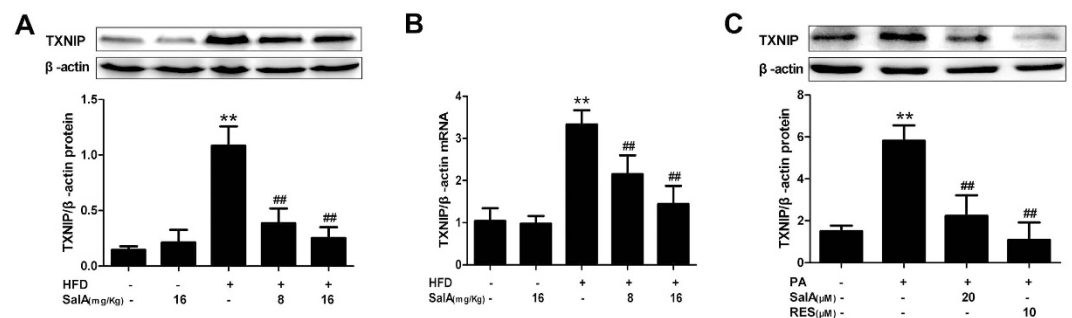 A
TXNIP
β -actin
TXNIP/β -actin protein
1.5
1.0
0.5
0.0
**
##
##
HFD - - + + +
SalA(mg/Kg) - 16 - 8 16
B
TXNIP/β -actin mRNA
4
3
2
1
0
**
##
##
HFD - - + + +
SalA(mg/Kg) - 16 - 8 16
C
TXNIP
β -actin
TXNIP/β -actin protein
8
6
4
2
0
**
##
##
PA - + + +
SalA(μM) - - 20 -
RES(μM) - - - 10